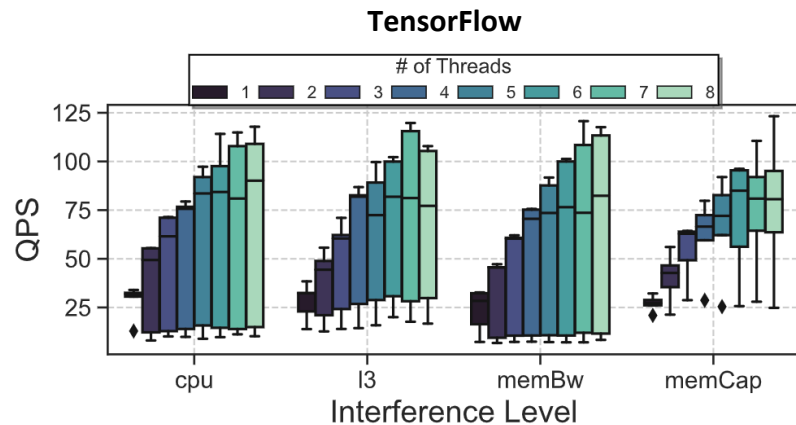 TensorFlow
# of Threads
1 2 3 4 5 6 7 8
125
100
75
50
25
QPS
cpu l3 memBw memCap
Interference Level